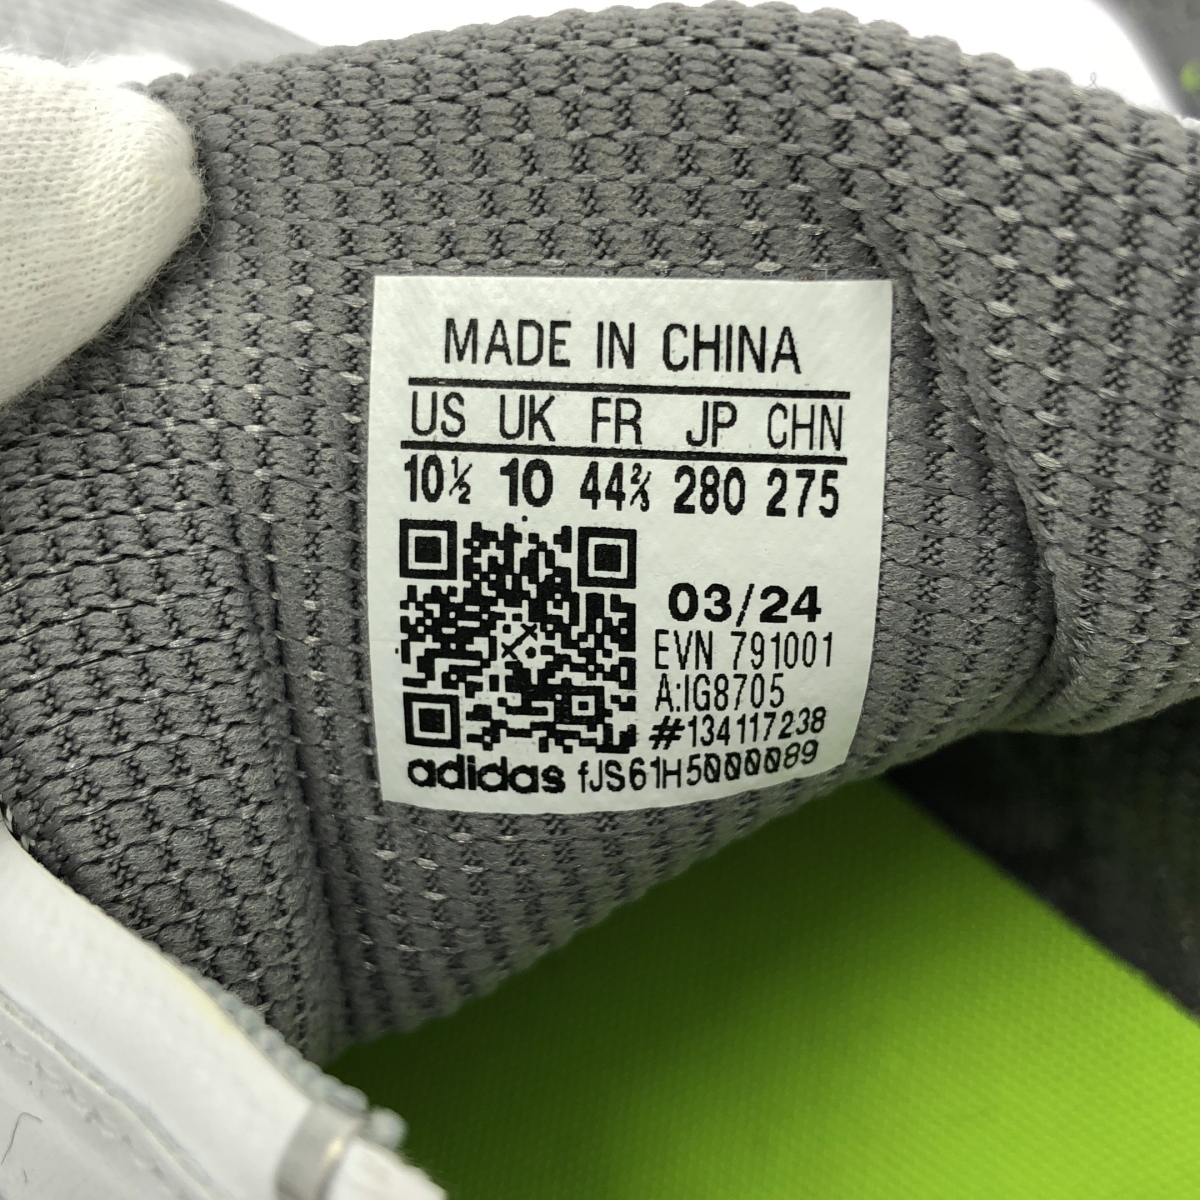 MADE IN CHINA
US UK FR JP CHN
10½ 10 44⅔ 280 275
03/24
EVN 791001
A:IG8705
#134117238
adidas fJS61H5000089